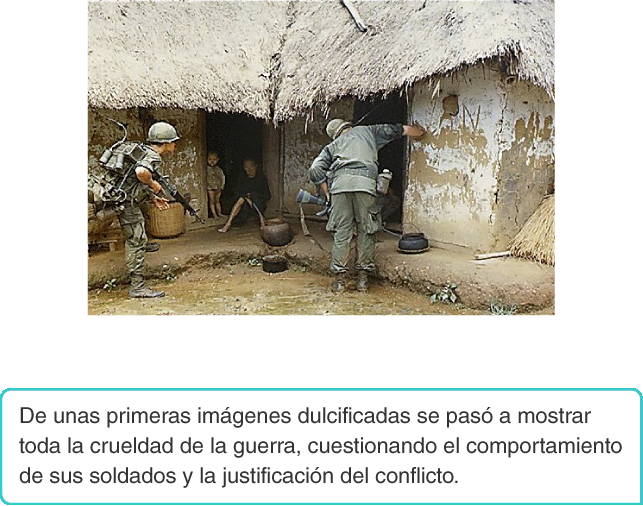 De unas primeras imágenes dulcificadas se pasó a mostrar
toda la crueldad de la guerra, cuestionando el comportamiento
de sus soldados y la justificación del conflicto.